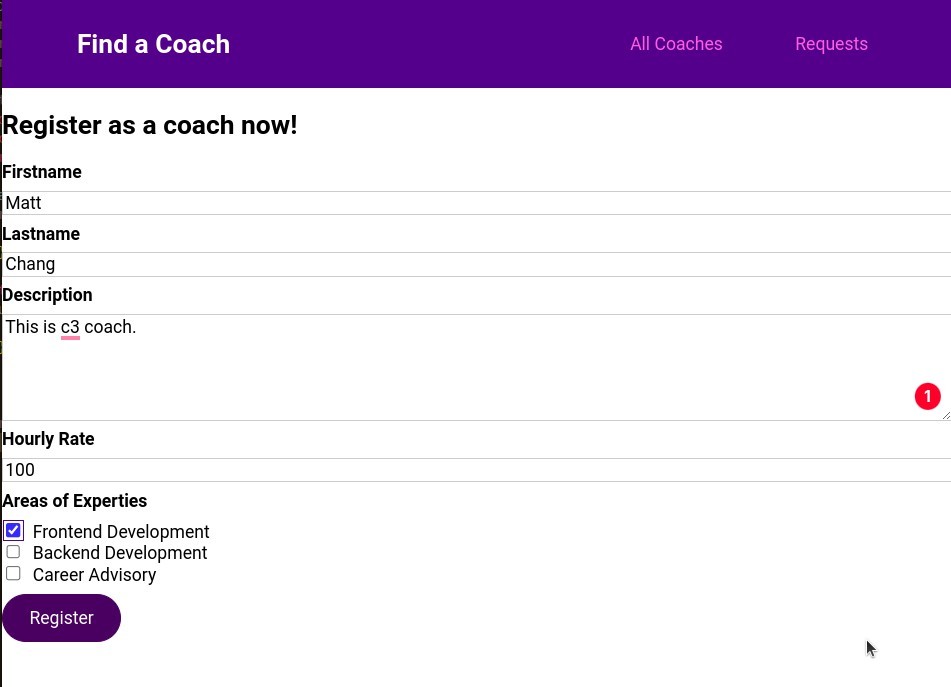 Find a Coach All Coaches Requests
Register as a coach now!
Firstname
Matt
Lastname
Chang
Description
This is c3 coach.
1
Hourly Rate
100
Areas of Experties
Frontend Development
Backend Development
Career Advisory
Register